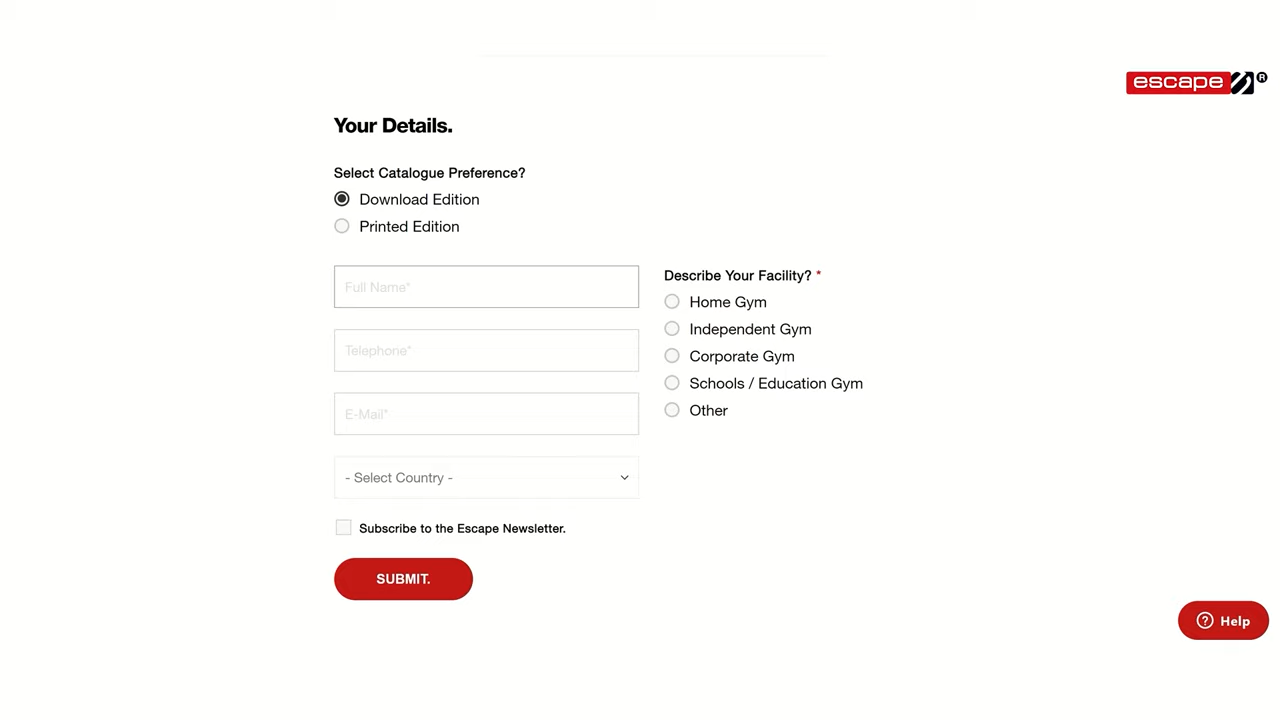 escape ®
Your Details.
Select Catalogue Preference?
Download Edition
Printed Edition
Full Name*
Telephone*
E-Mail*
- Select Country -
Subscribe to the Escape Newsletter.
SUBMIT.
Describe Your Facility? *
Home Gym
Independent Gym
Corporate Gym
Schools / Education Gym
Other
? Help